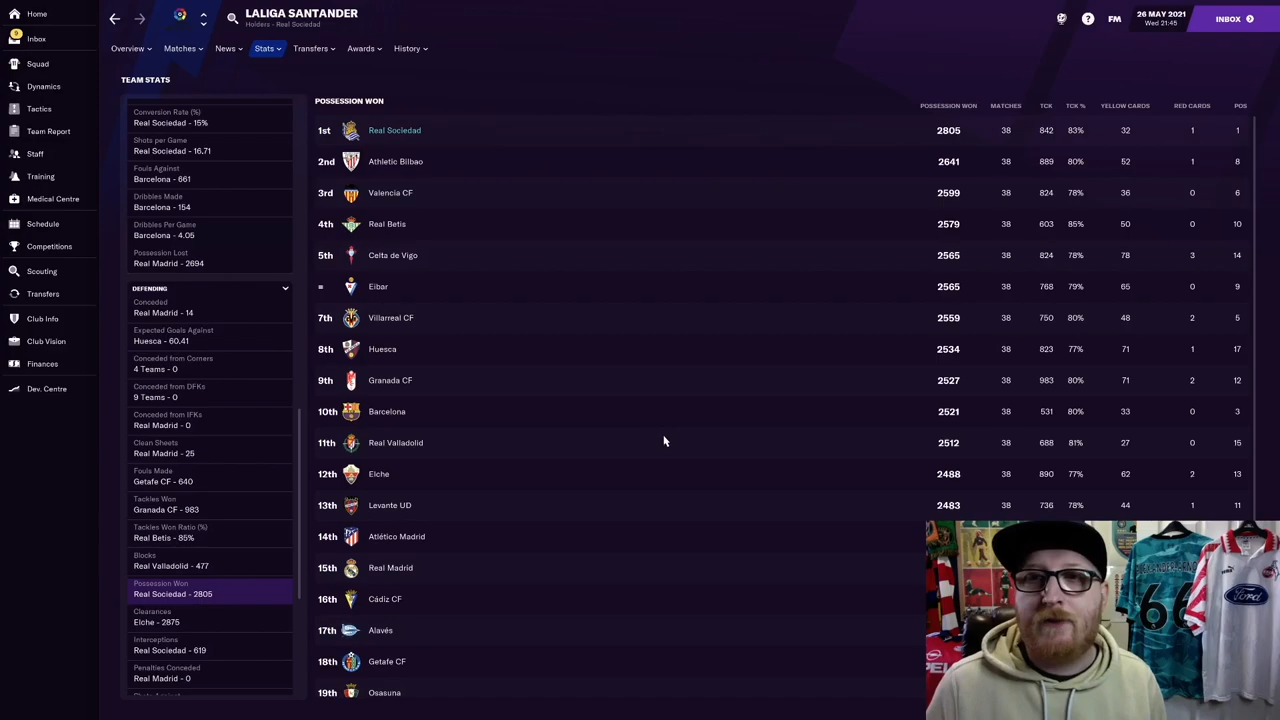 Home
LALIGA SANTANDER
Holders - Real Sociedad
FM
26 MAY 2021
Wed 21:45
INBOX
9
Inbox
Squad
Dynamics
Tactics
Team Report
Staff
Training
Medical Centre
Schedule
Competitions
Scouting
Transfers
Club Info
Club Vision
Finances
Dev. Centre
Overview Matches News Stats Transfers Awards History
TEAM STATS
Conversion Rate (%)
Real Sociedad - 15%
Shots per Game
Real Sociedad - 16.71
Fouls Against
Barcelona - 661
Dribbles Made
Barcelona - 154
Dribbles Per Game
Barcelona - 4.05
Possession Lost
Real Madrid - 2694
DEFENDING
Conceded
Real Madrid - 14
Expected Goals Against
Huesca - 60.41
Conceded from Corners
4 Teams - 0
Conceded from DFKs
9 Teams - 0
Conceded from IFKs
Real Madrid - 0
Clean Sheets
Real Madrid - 25
Fouls Made
Getafe CF - 640
Tackles Won
Granada CF - 983
Tackles Won Ratio (%)
Real Betis - 85%
Blocks
Real Valladolid - 477
Possession Won
Real Sociedad - 2805
Clearances
Elche - 2875
Interceptions
Real Sociedad - 619
Penalties Conceded
Real Madrid - 0
POSSESSION WON
POSSESSION WON MATCHES TCK TCK % YELLOW CARDS RED CARDS POS
1st Real Sociedad 2805 38 842 83% 32 1 1
2nd Athletic Bilbao 2641 38 889 80% 52 1 8
3rd Valencia CF 2599 38 824 78% 36 0 6
4th Real Betis 2579 38 603 85% 50 0 10
5th Celta de Vigo 2565 38 824 78% 78 3 14
= Eibar 2565 38 768 79% 65 0 9
7th Villarreal CF 2559 38 750 80% 48 2 5
8th Huesca 2534 38 823 77% 71 1 17
9th Granada CF 2527 38 983 80% 71 2 12
10th Barcelona 2521 38 531 80% 33 0 3
11th Real Valladolid 2512 38 688 81% 27 0 15
12th Elche 2488 38 890 77% 62 2 13
13th Levante UD 2483 38 736 78% 44 1 11
14th Atlético Madrid
15th Real Madrid
16th Cádiz CF
17th Alavés
18th Getafe CF
19th Osasuna
66
Ford